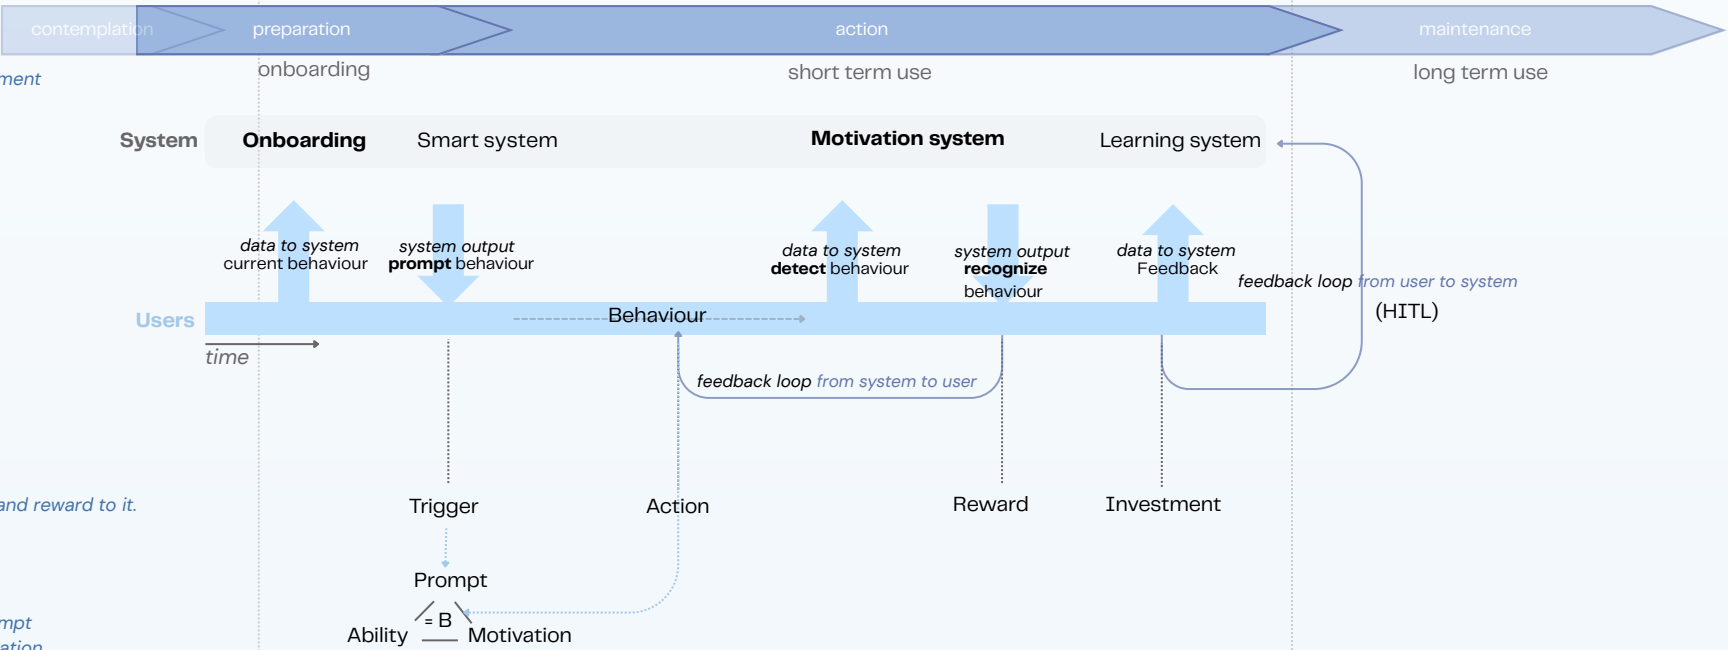 contemplation
preparation
action
maintenance
onboarding
short term use
long term use
ment
System
Onboarding
Smart system
Motivation system
Learning system
data to system
current behaviour
system output
prompt behaviour
data to system
detect behaviour
system output
recognize
behaviour
data to system
Feedback
feedback loop from user to system
(HITL)
Users
Behaviour
time
feedback loop from system to user
and reward to it.
Trigger
Action
Reward
Investment
Prompt
= B
Ability
Motivation
mpt
ation